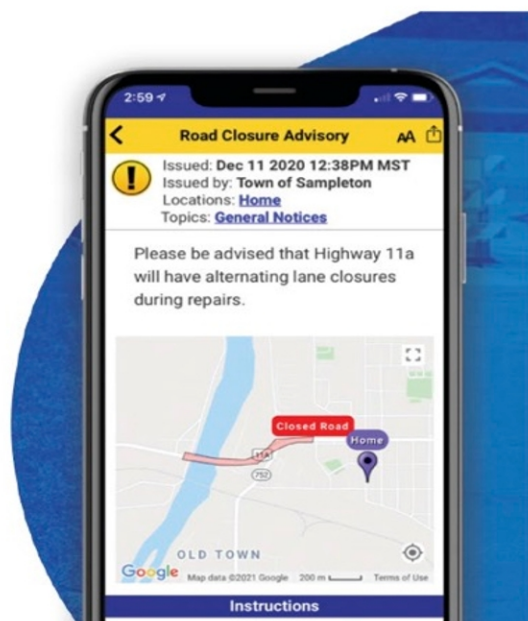 2:59
Road Closure Advisory AA
Issued: Dec 11 2020 12:38PM MST
Issued by: Town of Sampleton
Locations: Home
Topics: General Notices
Please be advised that Highway 11a
will have alternating lane closures
during repairs.
Closed Road
Home
11A
752
OLD TOWN
Google Map data ©2021 Google 200 m Terms of Use
Instructions